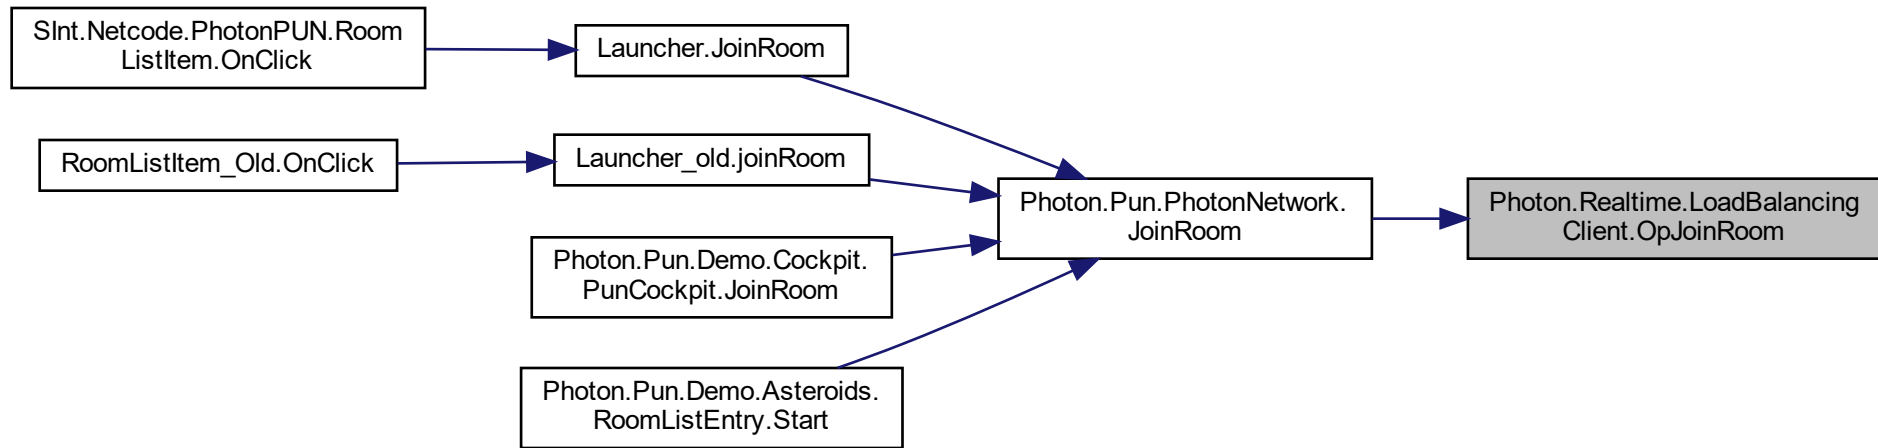 SInt.Netcode.PhotonPUN.Room
ListItem.OnClick
Launcher.JoinRoom
RoomListItem_Old.OnClick
Launcher_old.joinRoom
Photon.Pun.PhotonNetwork.
JoinRoom
Photon.Realtime.LoadBalancing
Client.OpJoinRoom
Photon.Pun.Demo.Cockpit.
PunCockpit.JoinRoom
Photon.Pun.Demo.Asteroids.
RoomListEntry.Start